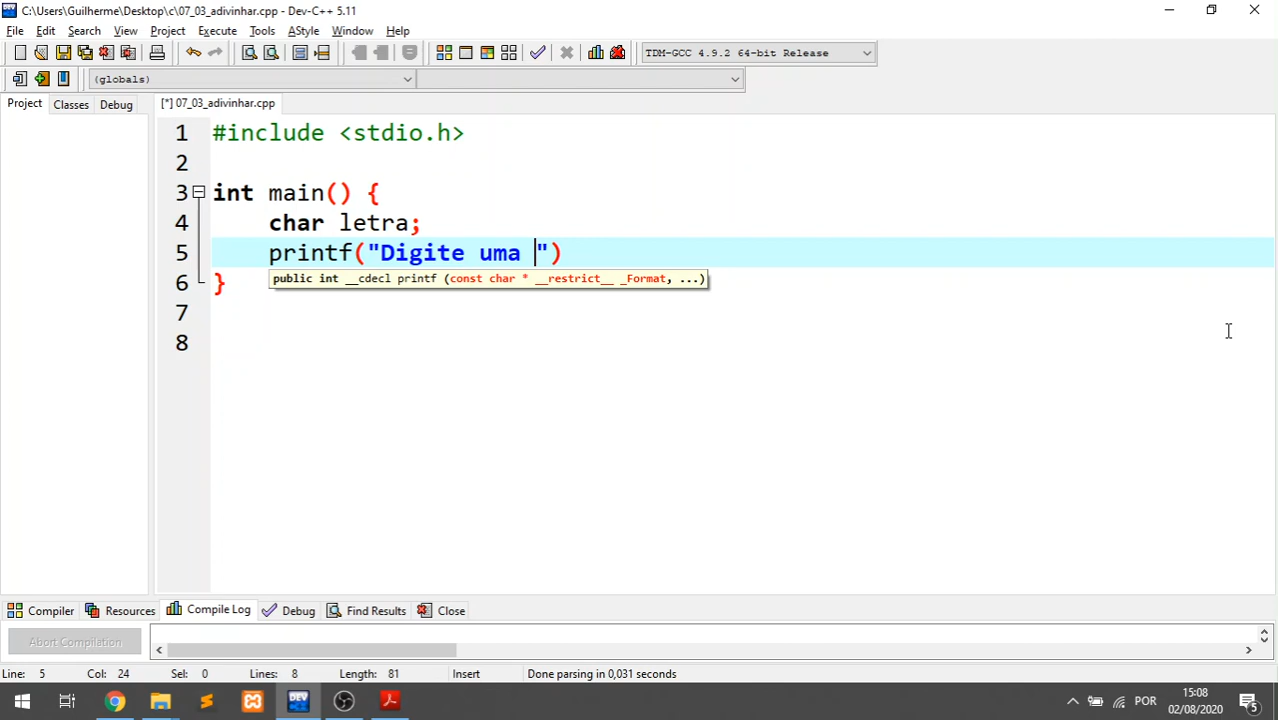 C:\Users\Guilherme\Desktop\c\07_03_adivinhar.cpp - Dev-C++ 5.11
File Edit Search View Project Execute Tools AStyle Window Help
TDM-GCC 4.9.2 64-bit Release
(globals)
Project Classes Debug [*] 07_03_adivinhar.cpp
1 #include <stdio.h>
2
3 int main() {
4 char letra;
5 printf("Digite uma ")
public int __cdecl printf (const char * __restrict__ _Format, ...)
6 }
7
8
Compiler Resources Compile Log Debug Find Results Close
Abort Compilation
Line: 5 Col: 24 Sel: 0 Lines: 8 Length: 81 Insert Done parsing in 0,031 seconds
DEV POR 15:08
02/08/2020 5